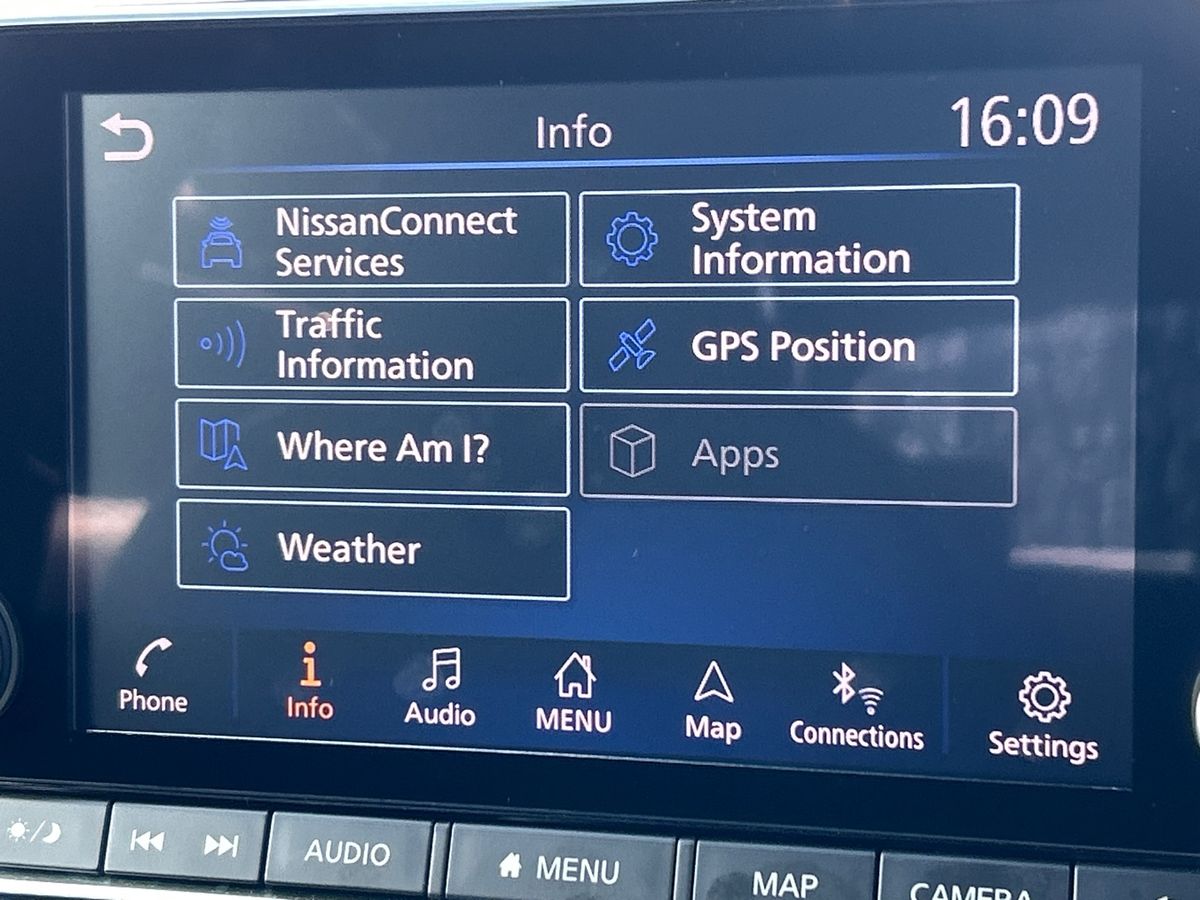 Info
16:09
NissanConnect
Services
System
Information
Traffic
Information
GPS Position
Where Am I?
Apps
Weather
Phone
Info
Audio
MENU
Map
Connections
Settings
AUDIO
MENU
MAP
CAMERA